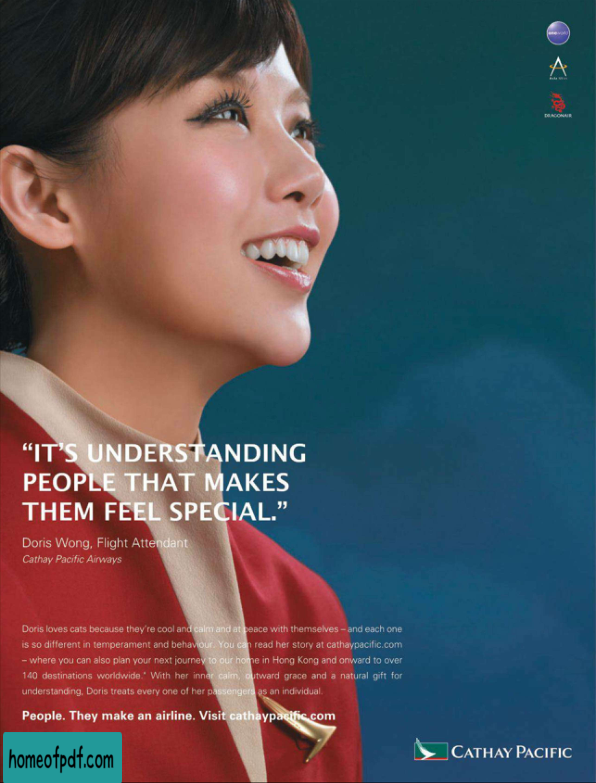 oneworld
DRAGONAIR
“IT’S UNDERSTANDING
PEOPLE THAT MAKES
THEM FEEL SPECIAL.”
Doris Wong, Flight Attendant
Cathay Pacific Airways
Doris loves cats because they’re cool and calm and at peace with themselves – and each one
is so different in temperament and behaviour. You can read her story at cathaypacific.com
– where you can also plan your next journey to our home in Hong Kong and onward to over
140 destinations worldwide.* With her inner calm, outward grace and a natural gift for
understanding, Doris treats every one of her passengers as an individual.
People. They make an airline. Visit cathaypacific.com
CATHAY PACIFIC
homeofpdf.com